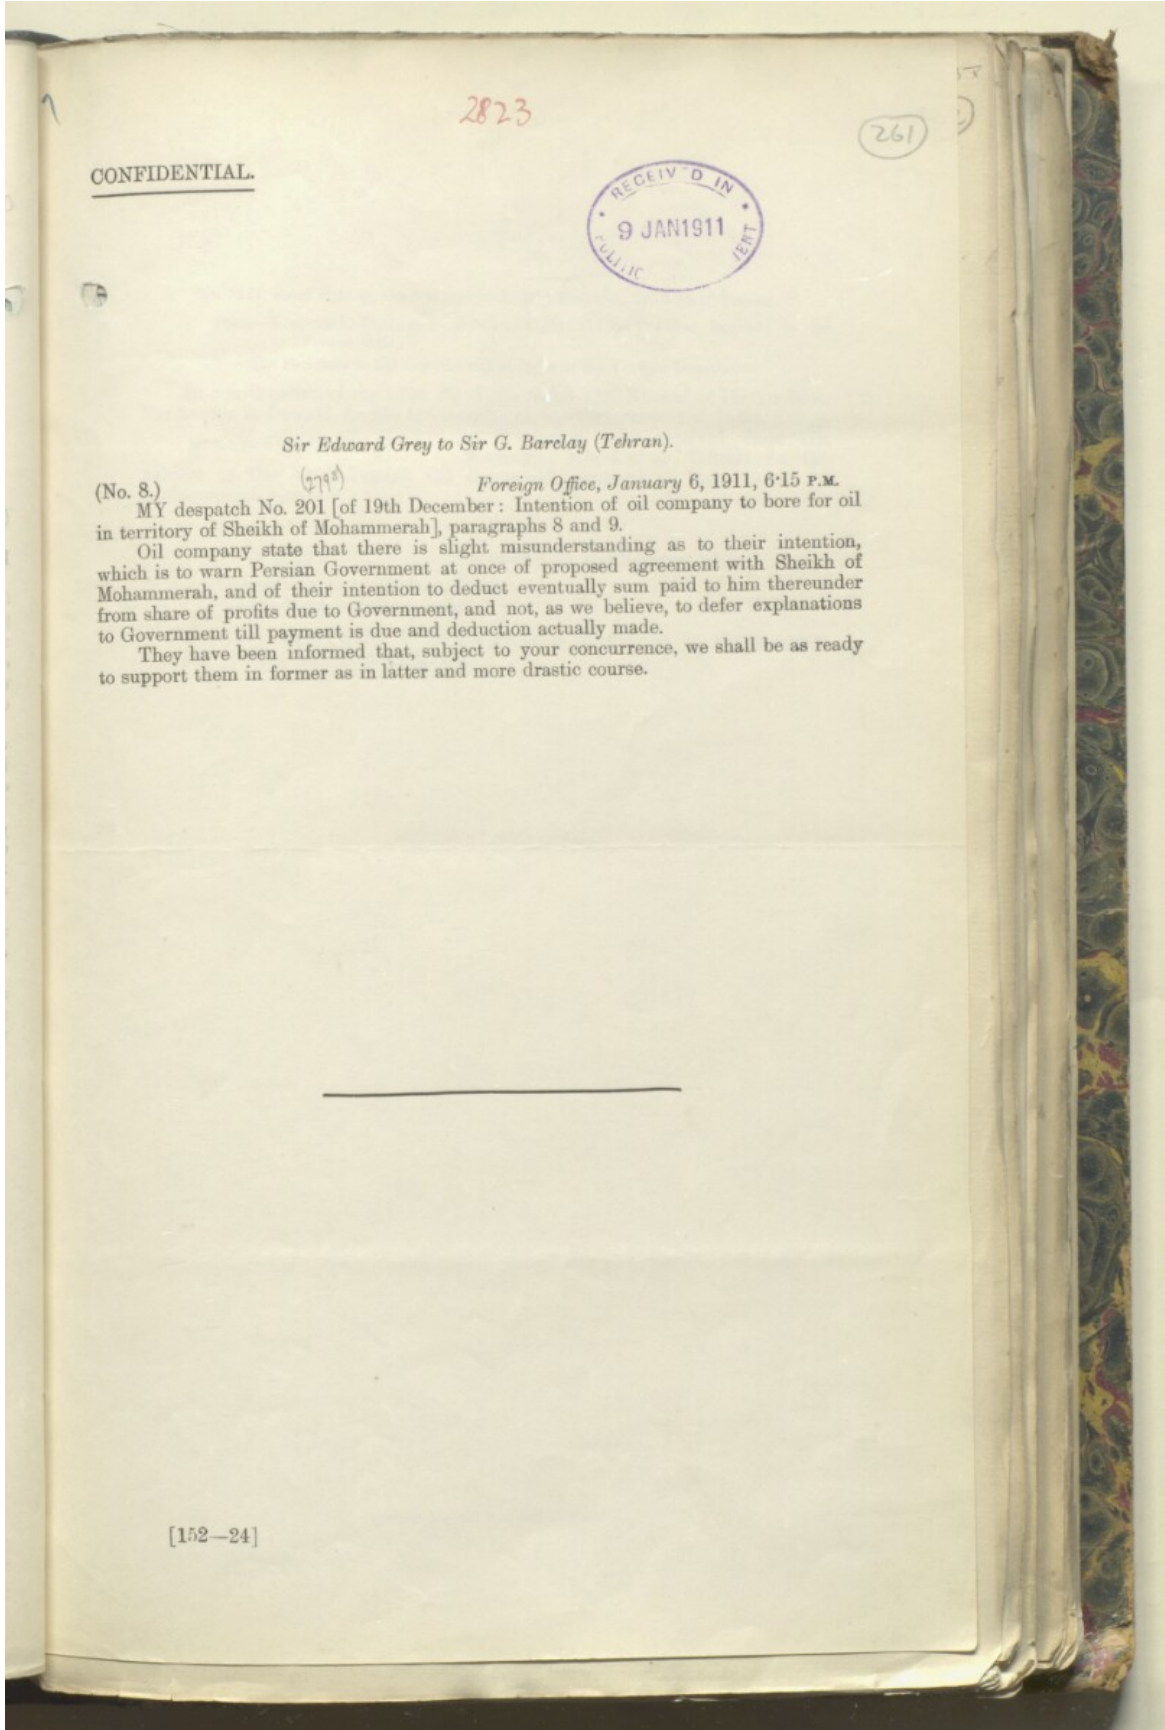 2823
261
CONFIDENTIAL.
RECEIVED IN
9 JAN1911
Sir Edward Grey to Sir G. Barclay (Tehran).
(2798)
(No. 8.) Foreign Office, January 6, 1911, 6·15 P.M.
MY despatch No. 201 [of 19th December: Intention of oil company to bore for oil
in territory of Sheikh of Mohammerah], paragraphs 8 and 9.
Oil company state that there is slight misunderstanding as to their intention,
which is to warn Persian Government at once of proposed agreement with Sheikh of
Mohammerah, and of their intention to deduct eventually sum paid to him thereunder
from share of profits due to Government, and not, as we believe, to defer explanations
to Government till payment is due and deduction actually made.
They have been informed that, subject to your concurrence, we shall be as ready
to support them in former as in latter and more drastic course.
[152—24]